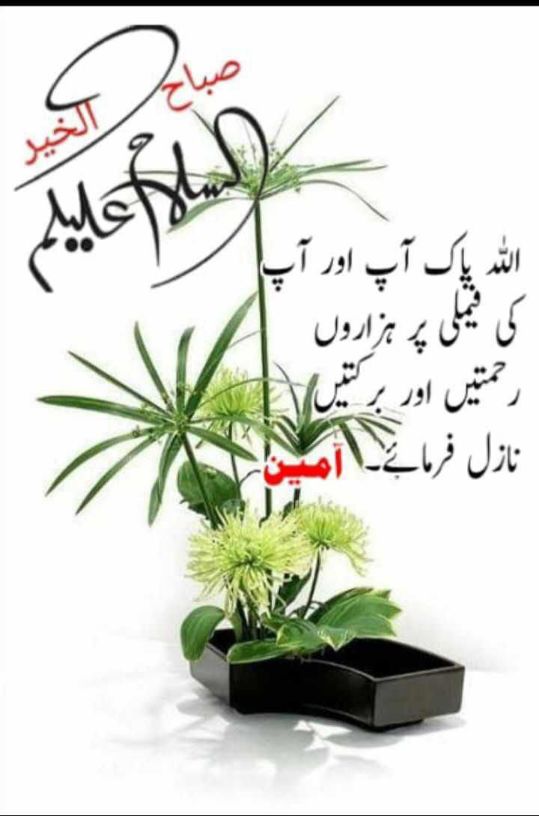 صباح الخیر
السلام علیکم
اللہ پاک آپ اور آپ
کی فیملی پر ہزاروں
رحمتیں اور برکتیں
نازل فرمائے۔ آمین